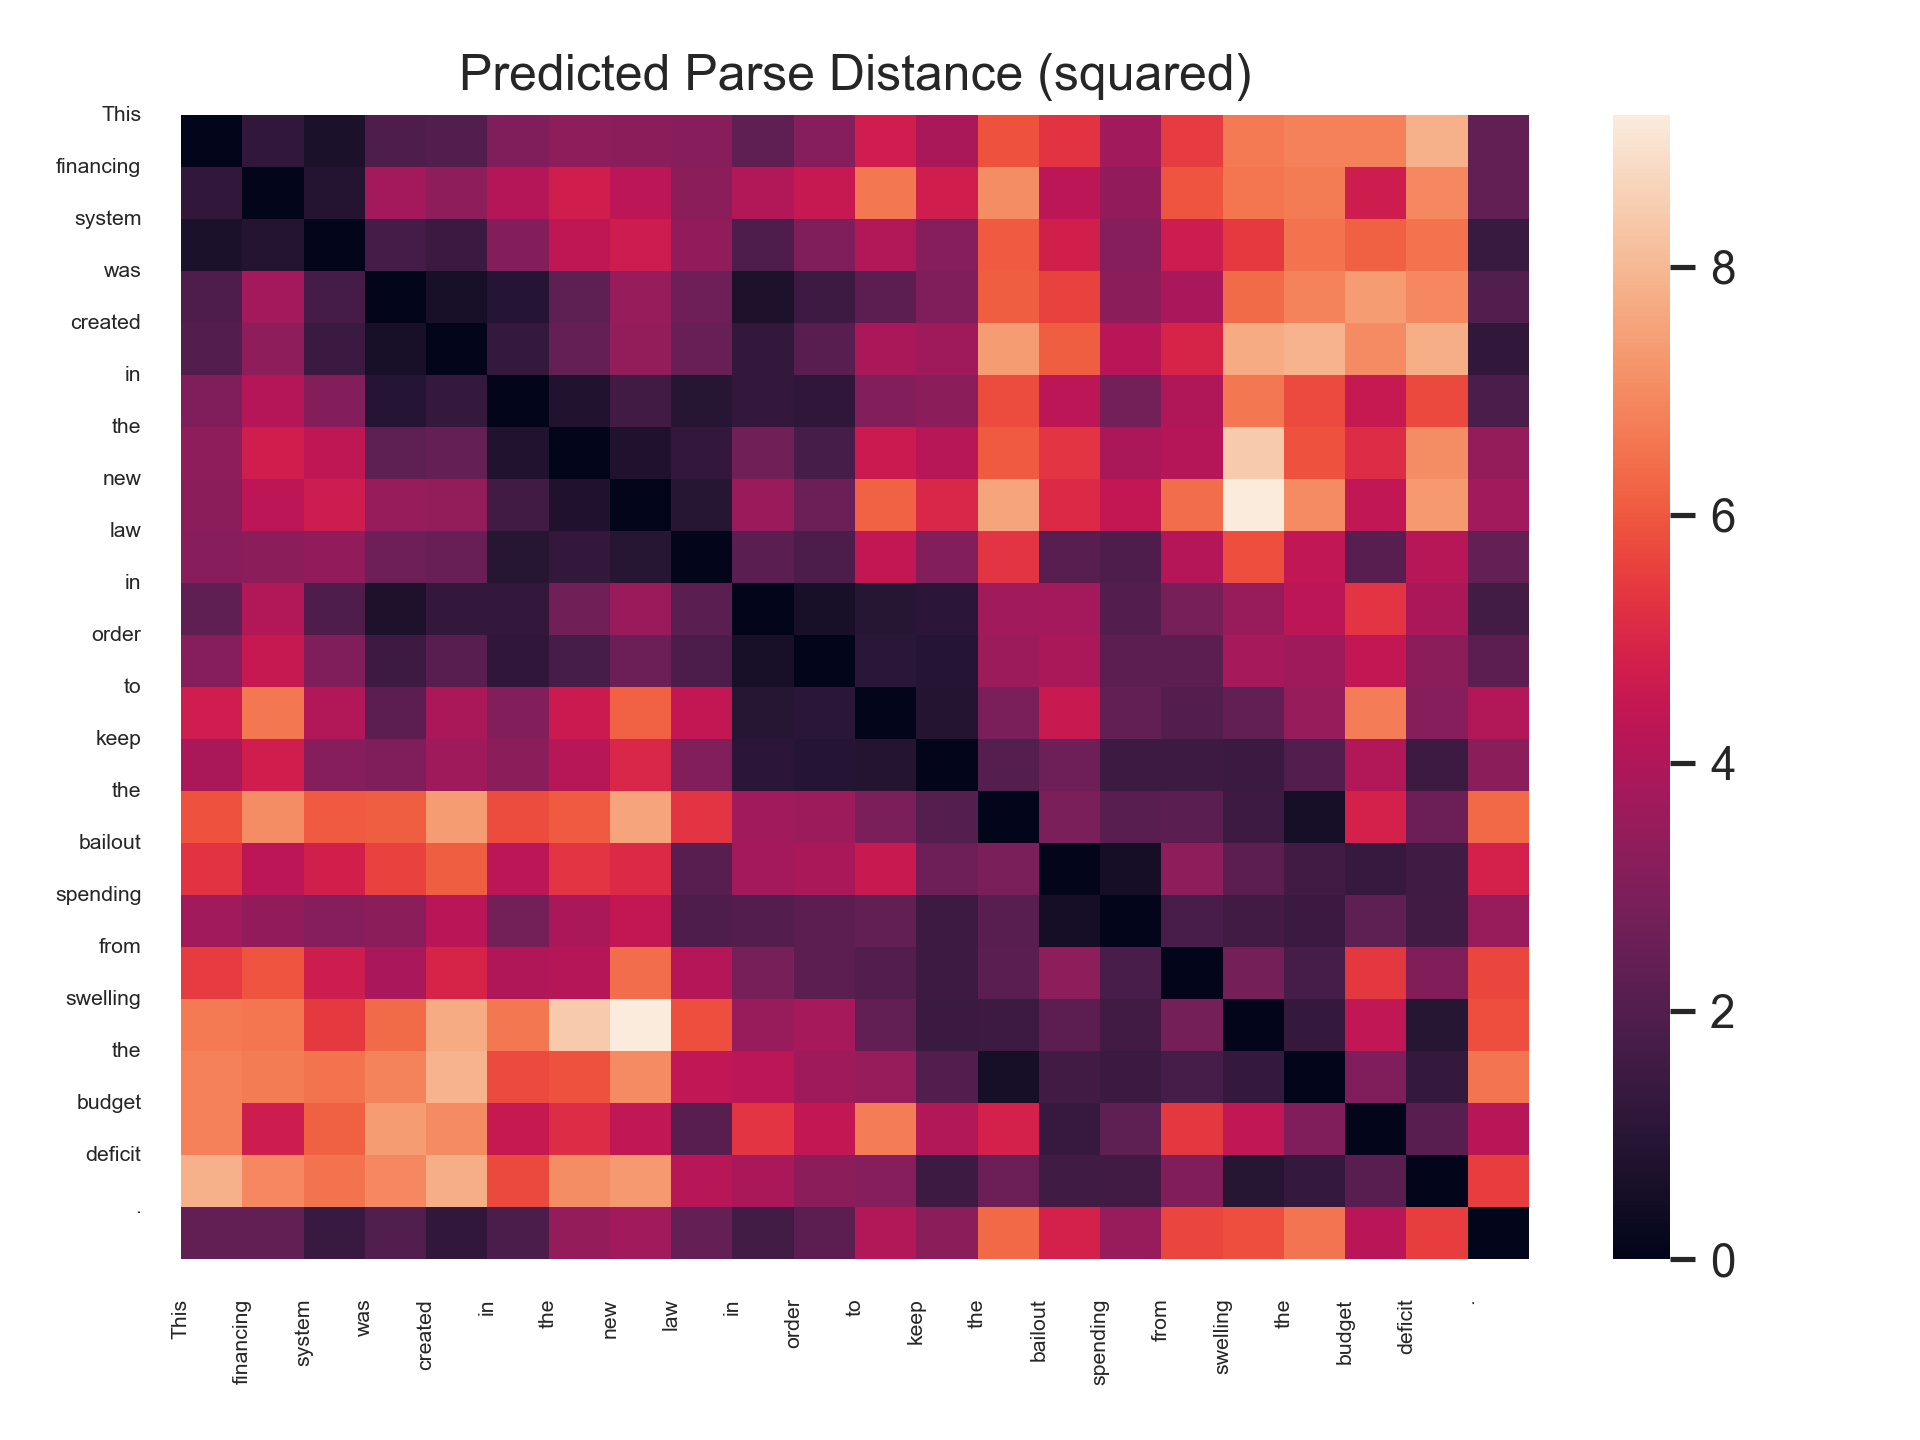 Predicted Parse Distance (squared)
This
financing
system
was
created
in
the
new
law
in
order
to
keep
the
bailout
spending
from
swelling
the
budget
deficit
.
8
6
4
2
0
This
financing
system
was
created
in
the
new
law
in
order
to
keep
the
bailout
spending
from
swelling
the
budget
deficit
.